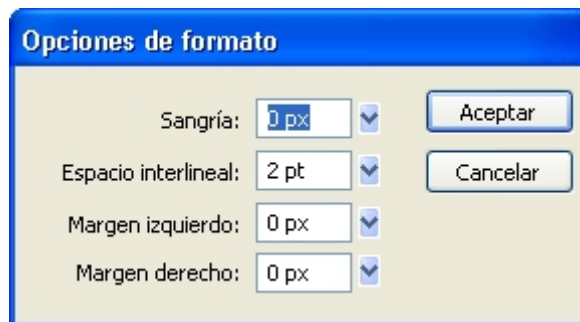 Opciones de formato
Sangría: 0 px Aceptar
Espacio interlineal: 2 pt Cancelar
Margen izquierdo: 0 px
Margen derecho: 0 px